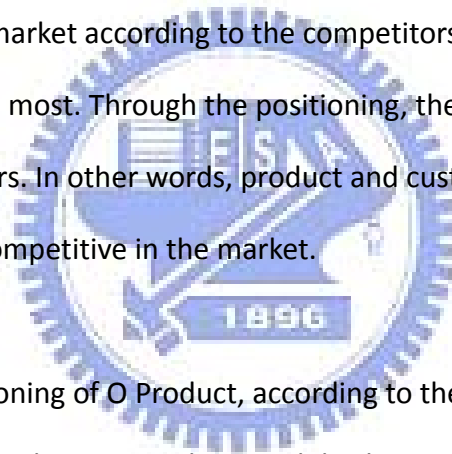 market according to the competitors
most. Through the positioning, the
rs. In other words, product and cust
ompetitive in the market.
E S A
1896
oning of O Product, according to the